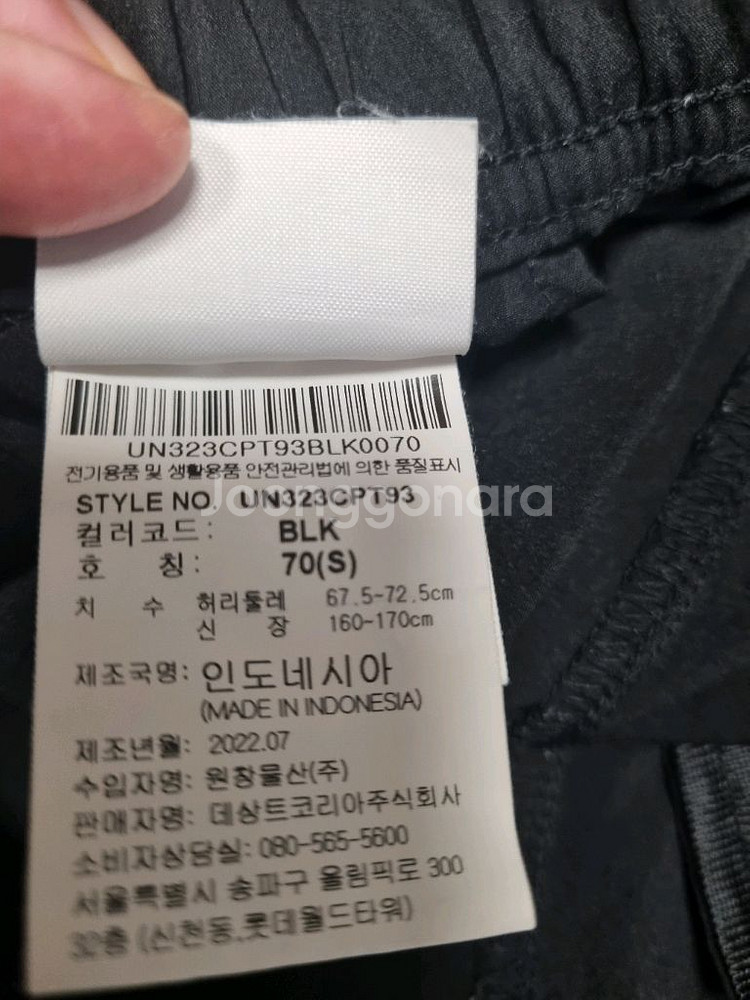 UN323CPT93BLK0070
전기용품 및 생활용품 안전관리법에 의한 품질표시
STYLE NO. UN323CPT93
Joonggonara
컬러코드: BLK
호 칭: 70(S)
치 수 허리둘레 67.5-72.5cm
신 장 160-170cm
제조국명: 인도네시아
(MADE IN INDONESIA)
제조년월: 2022.07
수입자명: 원창물산(주)
판매자명: 데상트코리아주식회사
소비자상담실: 080-565-5600
서울특별시 송파구 올림픽로 300
32층 (신천동,롯데월드타워)